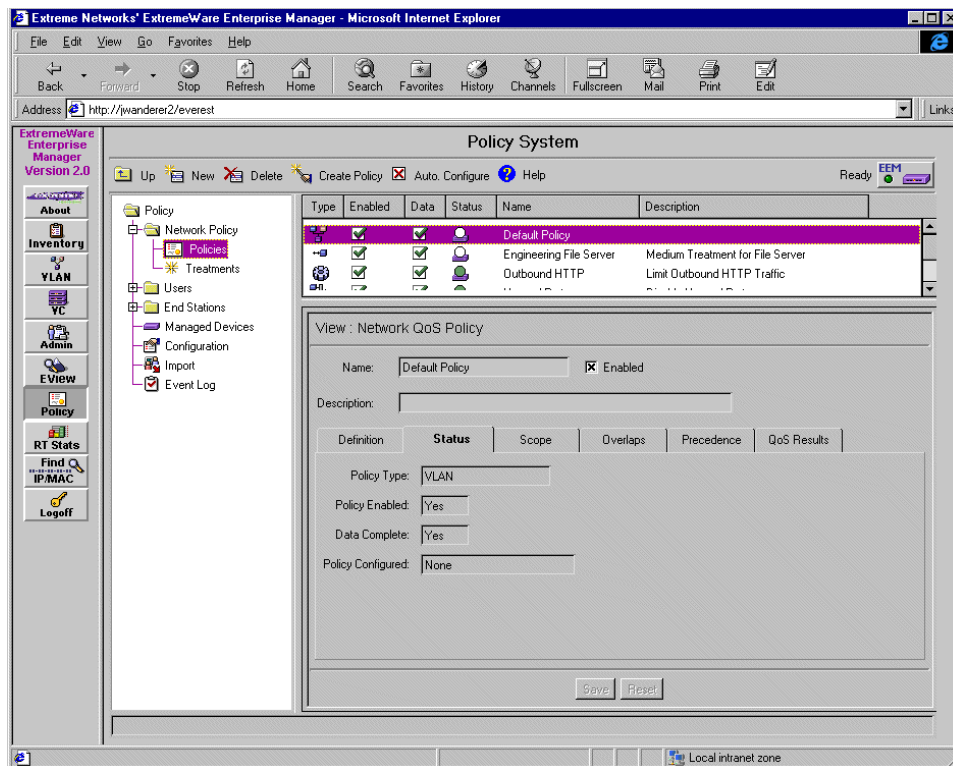 Extreme Networks' ExtremeWare Enterprise Manager - Microsoft Internet Explorer
File Edit View Go Favorites Help
Back Forward Stop Refresh Home Search Favorites History Channels Fullscreen Mail Print Edit
Address http://jwanderer2/everest Links
ExtremeWare
Enterprise
Manager
Version 2.0
About
Inventory
VLAN
VC
Admin
EView
Policy
RT Stats
Find
IP/MAC
Logoff
Policy System
Up New Delete Create Policy Auto. Configure Help Ready EEM
Policy
Network Policy
Policies
Treatments
Users
End Stations
Managed Devices
Configuration
Import
Event Log
Type Enabled Data Status Name Description
Default Policy
Engineering File Server Medium Treatment for File Server
Outbound HTTP Limit Outbound HTTP Traffic
View : Network QoS Policy
Name: Default Policy Enabled
Description:
Definition Status Scope Overlaps Precedence QoS Results
Policy Type: VLAN
Policy Enabled: Yes
Data Complete: Yes
Policy Configured: None
Save Reset
Local intranet zone